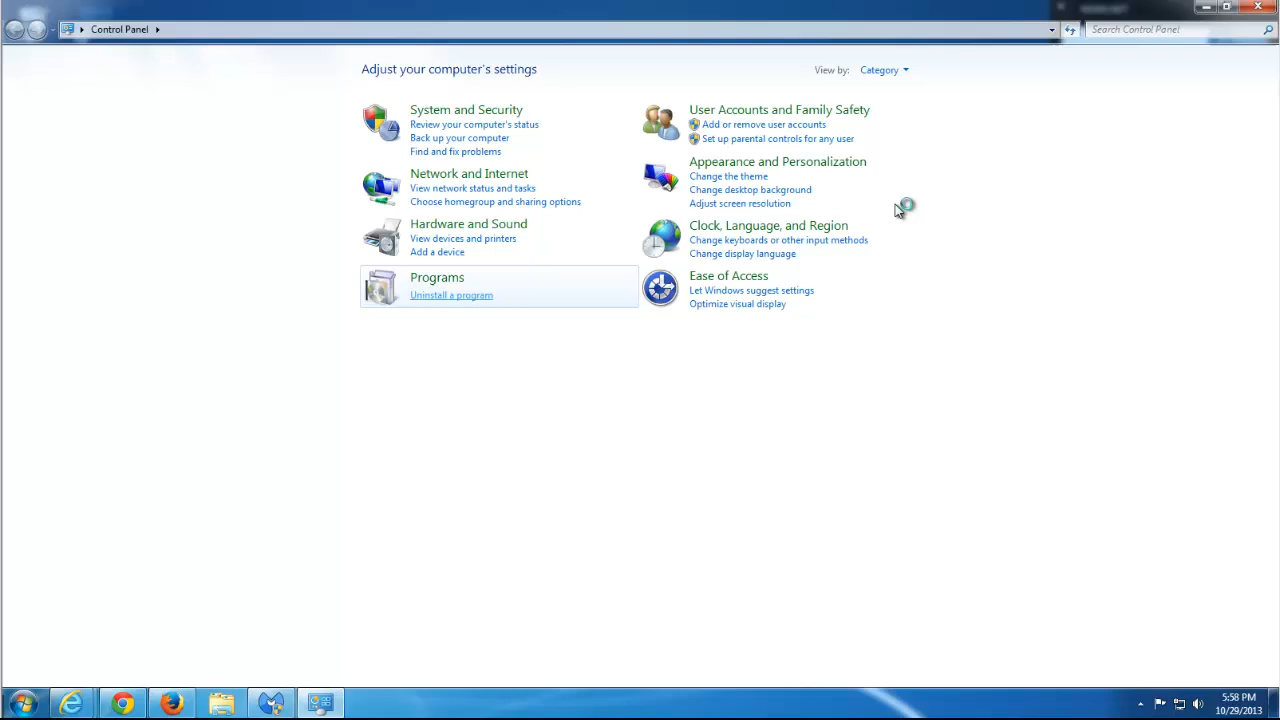 Control Panel
Search Control Panel
Adjust your computer's settings
View by: Category
System and Security
Review your computer's status
Back up your computer
Find and fix problems
Network and Internet
View network status and tasks
Choose homegroup and sharing options
Hardware and Sound
View devices and printers
Add a device
Programs
Uninstall a program
User Accounts and Family Safety
Add or remove user accounts
Set up parental controls for any user
Appearance and Personalization
Change the theme
Change desktop background
Adjust screen resolution
Clock, Language, and Region
Change keyboards or other input methods
Change display language
Ease of Access
Let Windows suggest settings
Optimize visual display
5:58 PM
10/29/2013